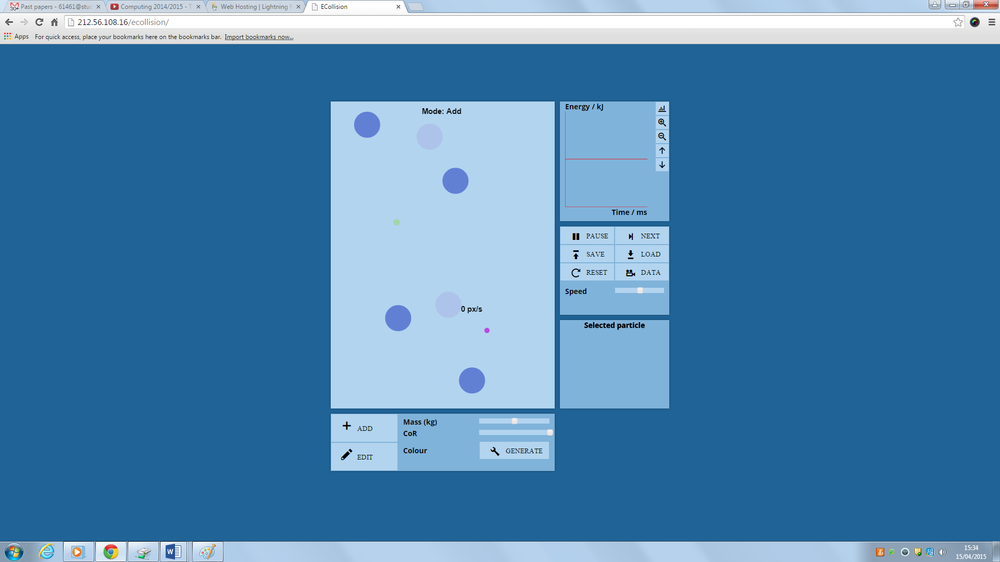 Past papers - 61461@stuc
Computing 2014/2015 - T
Web Hosting | Lightning F
ECollision
30+
212.56.108.16/ecollision/
Apps
For quick access, place your bookmarks here on the bookmarks bar. Import bookmarks now...
Mode: Add
0 px/s
Energy / kJ
Time / ms
PAUSE
NEXT
SAVE
LOAD
RESET
DATA
Speed
Selected particle
ADD
EDIT
Mass (kg)
CoR
Colour
GENERATE
15:34
15/04/2015